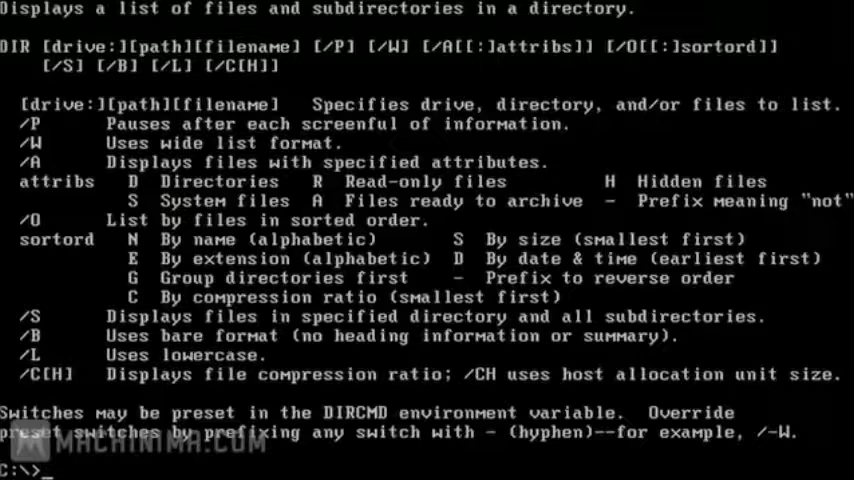 Displays a list of files and subdirectories in a directory.
DIR [drive:][path][filename] [/P] [/W] [/A[[:]attribs]] [/O[[:]sortord]]
[/S] [/B] [/L] [/C[H]]
[drive:][path][filename] Specifies drive, directory, and/or files to list.
/P Pauses after each screenful of information.
/W Uses wide list format.
/A Displays files with specified attributes.
attribs D Directories R Read-only files H Hidden files
S System files A Files ready to archive - Prefix meaning "not"
/O List by files in sorted order.
sortord N By name (alphabetic) S By size (smallest first)
E By extension (alphabetic) D By date & time (earliest first)
G Group directories first - Prefix to reverse order
C By compression ratio (smallest first)
/S Displays files in specified directory and all subdirectories.
/B Uses bare format (no heading information or summary).
/L Uses lowercase.
/C[H] Displays file compression ratio; /CH uses host allocation unit size.
Switches may be preset in the DIRCMD environment variable. Override
preset switches by prefixing any switch with - (hyphen)--for example, /-W.
MACHINIMA.COM
C:\>_